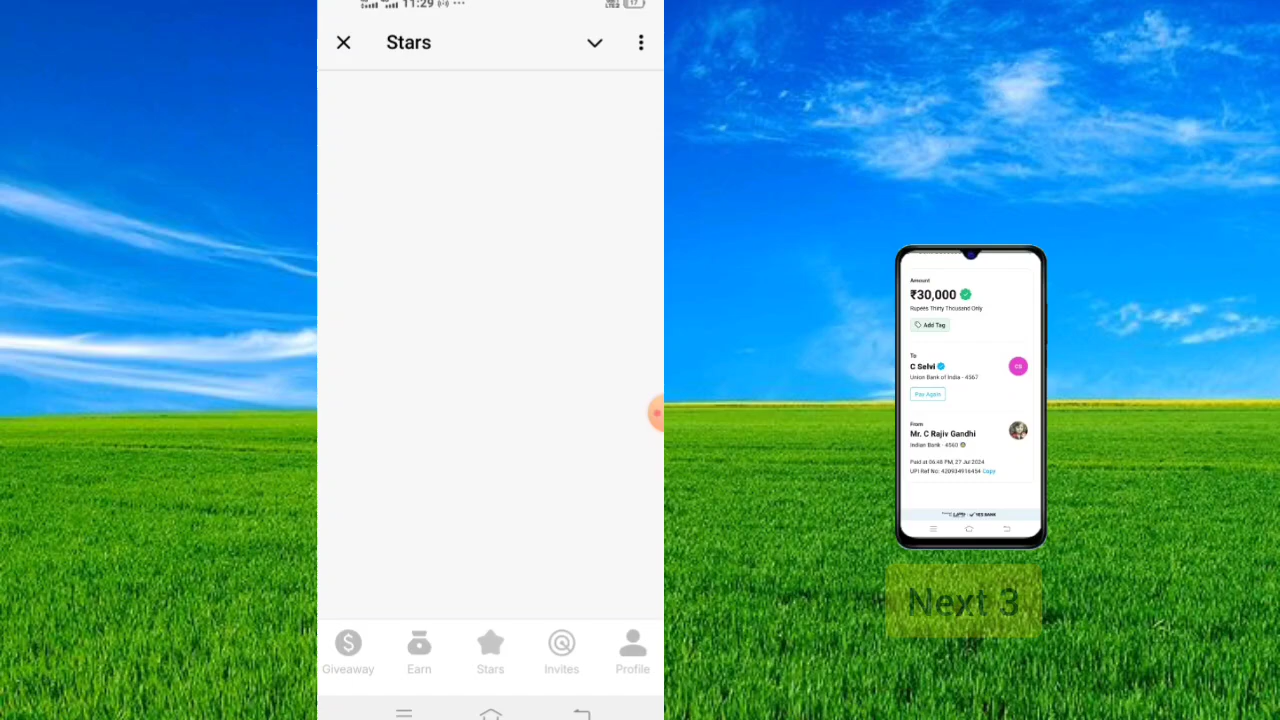 11:29
17
Stars
Giveaway
Earn
Stars
Invites
Profile
Amount
₹30,000
Rupees Thirty Thousand Only
Add Tag
To
C Selvi
CS
Union Bank of India - 4567
Pay Again
From
Mr. C Rajiv Gandhi
Indian Bank - 4560
Paid at 06:48 PM, 27 Jul 2024
UPI Ref No: 420934916454 Copy
YES BANK
Next 3